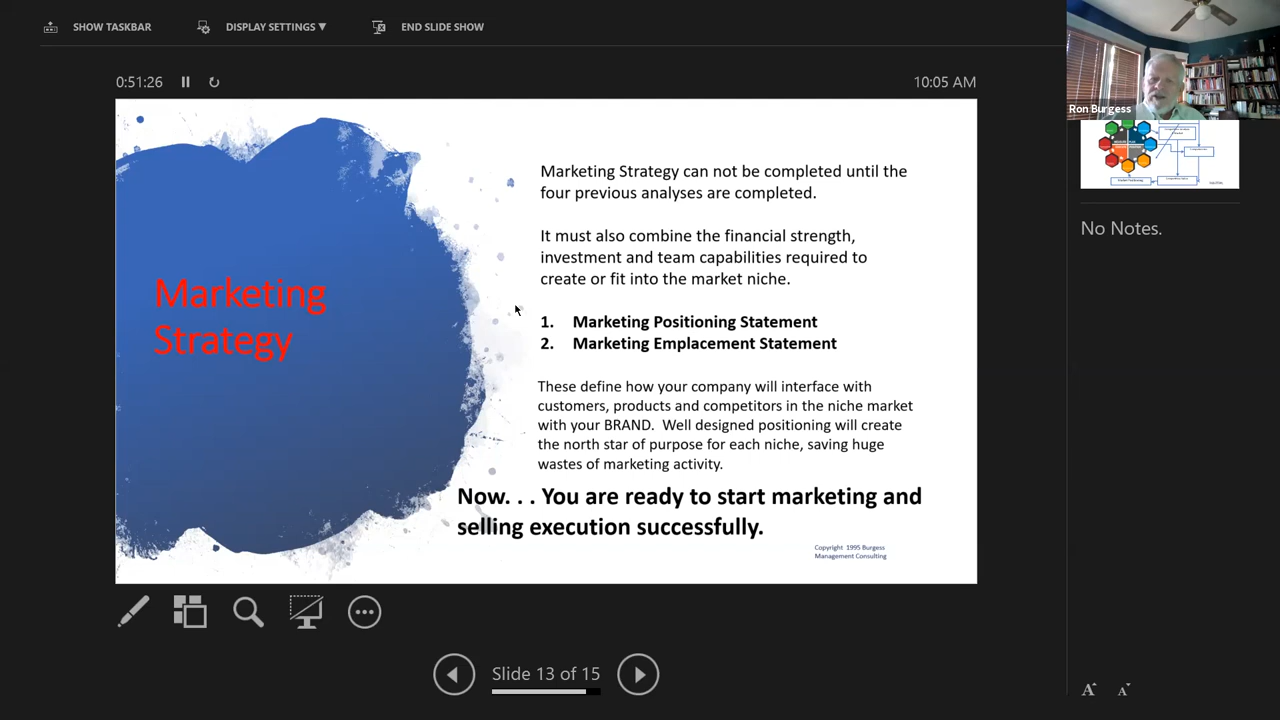 SHOW TASKBAR
DISPLAY SETTINGS ▼
END SLIDE SHOW
0:51:26
10:05 AM
Ron Burgess
Marketing
Strategy
Marketing Strategy can not be completed until the
four previous analyses are completed.
It must also combine the financial strength,
investment and team capabilities required to
create or fit into the market niche.
1. Marketing Positioning Statement
2. Marketing Emplacement Statement
These define how your company will interface with
customers, products and competitors in the niche market
with your BRAND. Well designed positioning will create
the north star of purpose for each niche, saving huge
wastes of marketing activity.
Now. . . You are ready to start marketing and
selling execution successfully.
Copyright 1995 Burgess
Management Consulting
No Notes.
Slide 13 of 15
A A